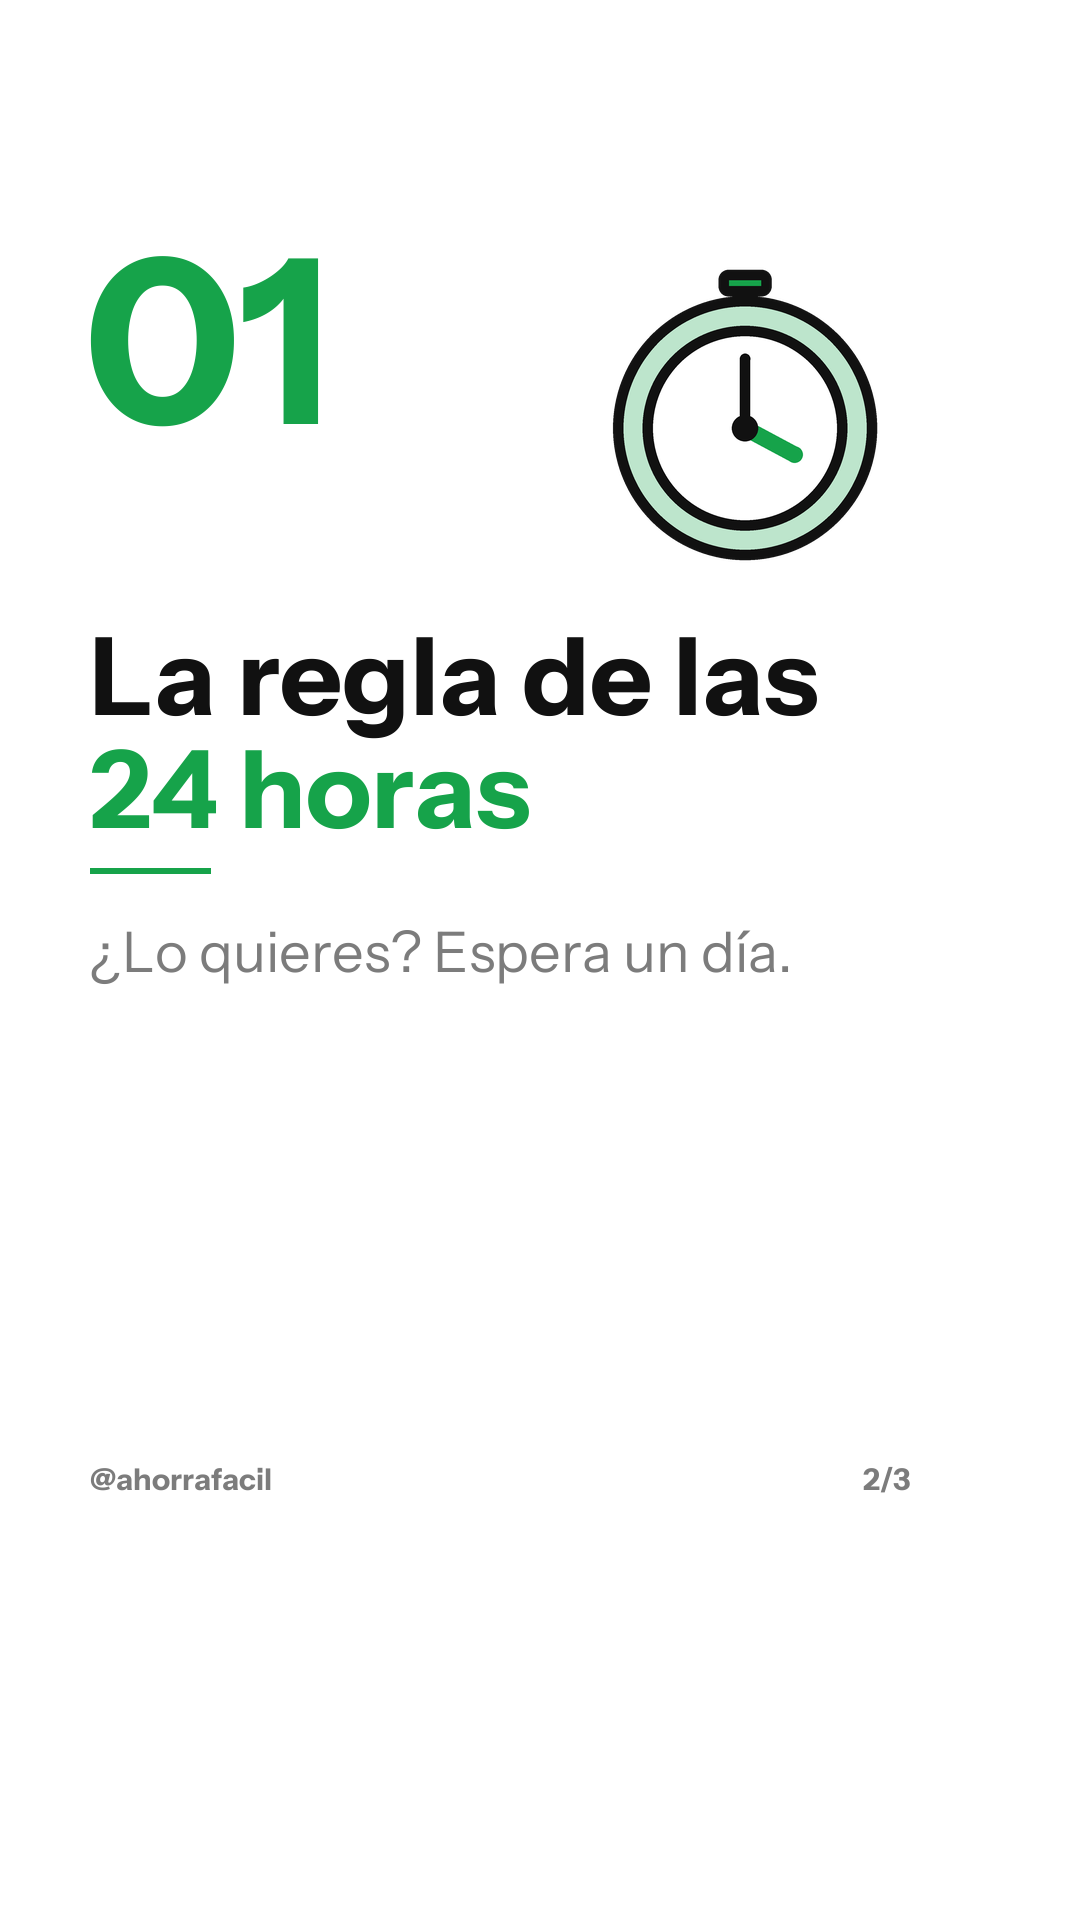 01
La regla de las
24 horas
¿Lo quieres? Espera un día.
@ahorrafacil
2/3